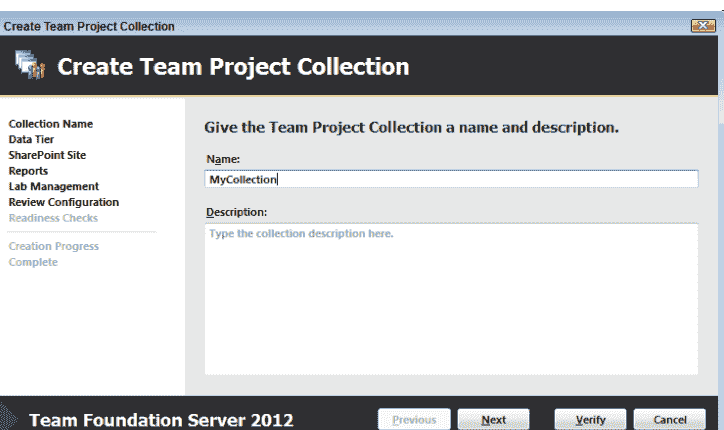 Create Team Project Collection
Create Team Project Collection
Collection Name
Data Tier
SharePoint Site
Reports
Lab Management
Review Configuration
Readiness Checks
Creation Progress
Complete
Give the Team Project Collection a name and description.
Name:
MyCollection
Description:
Type the collection description here.
Team Foundation Server 2012
Previous
Next
Verify
Cancel